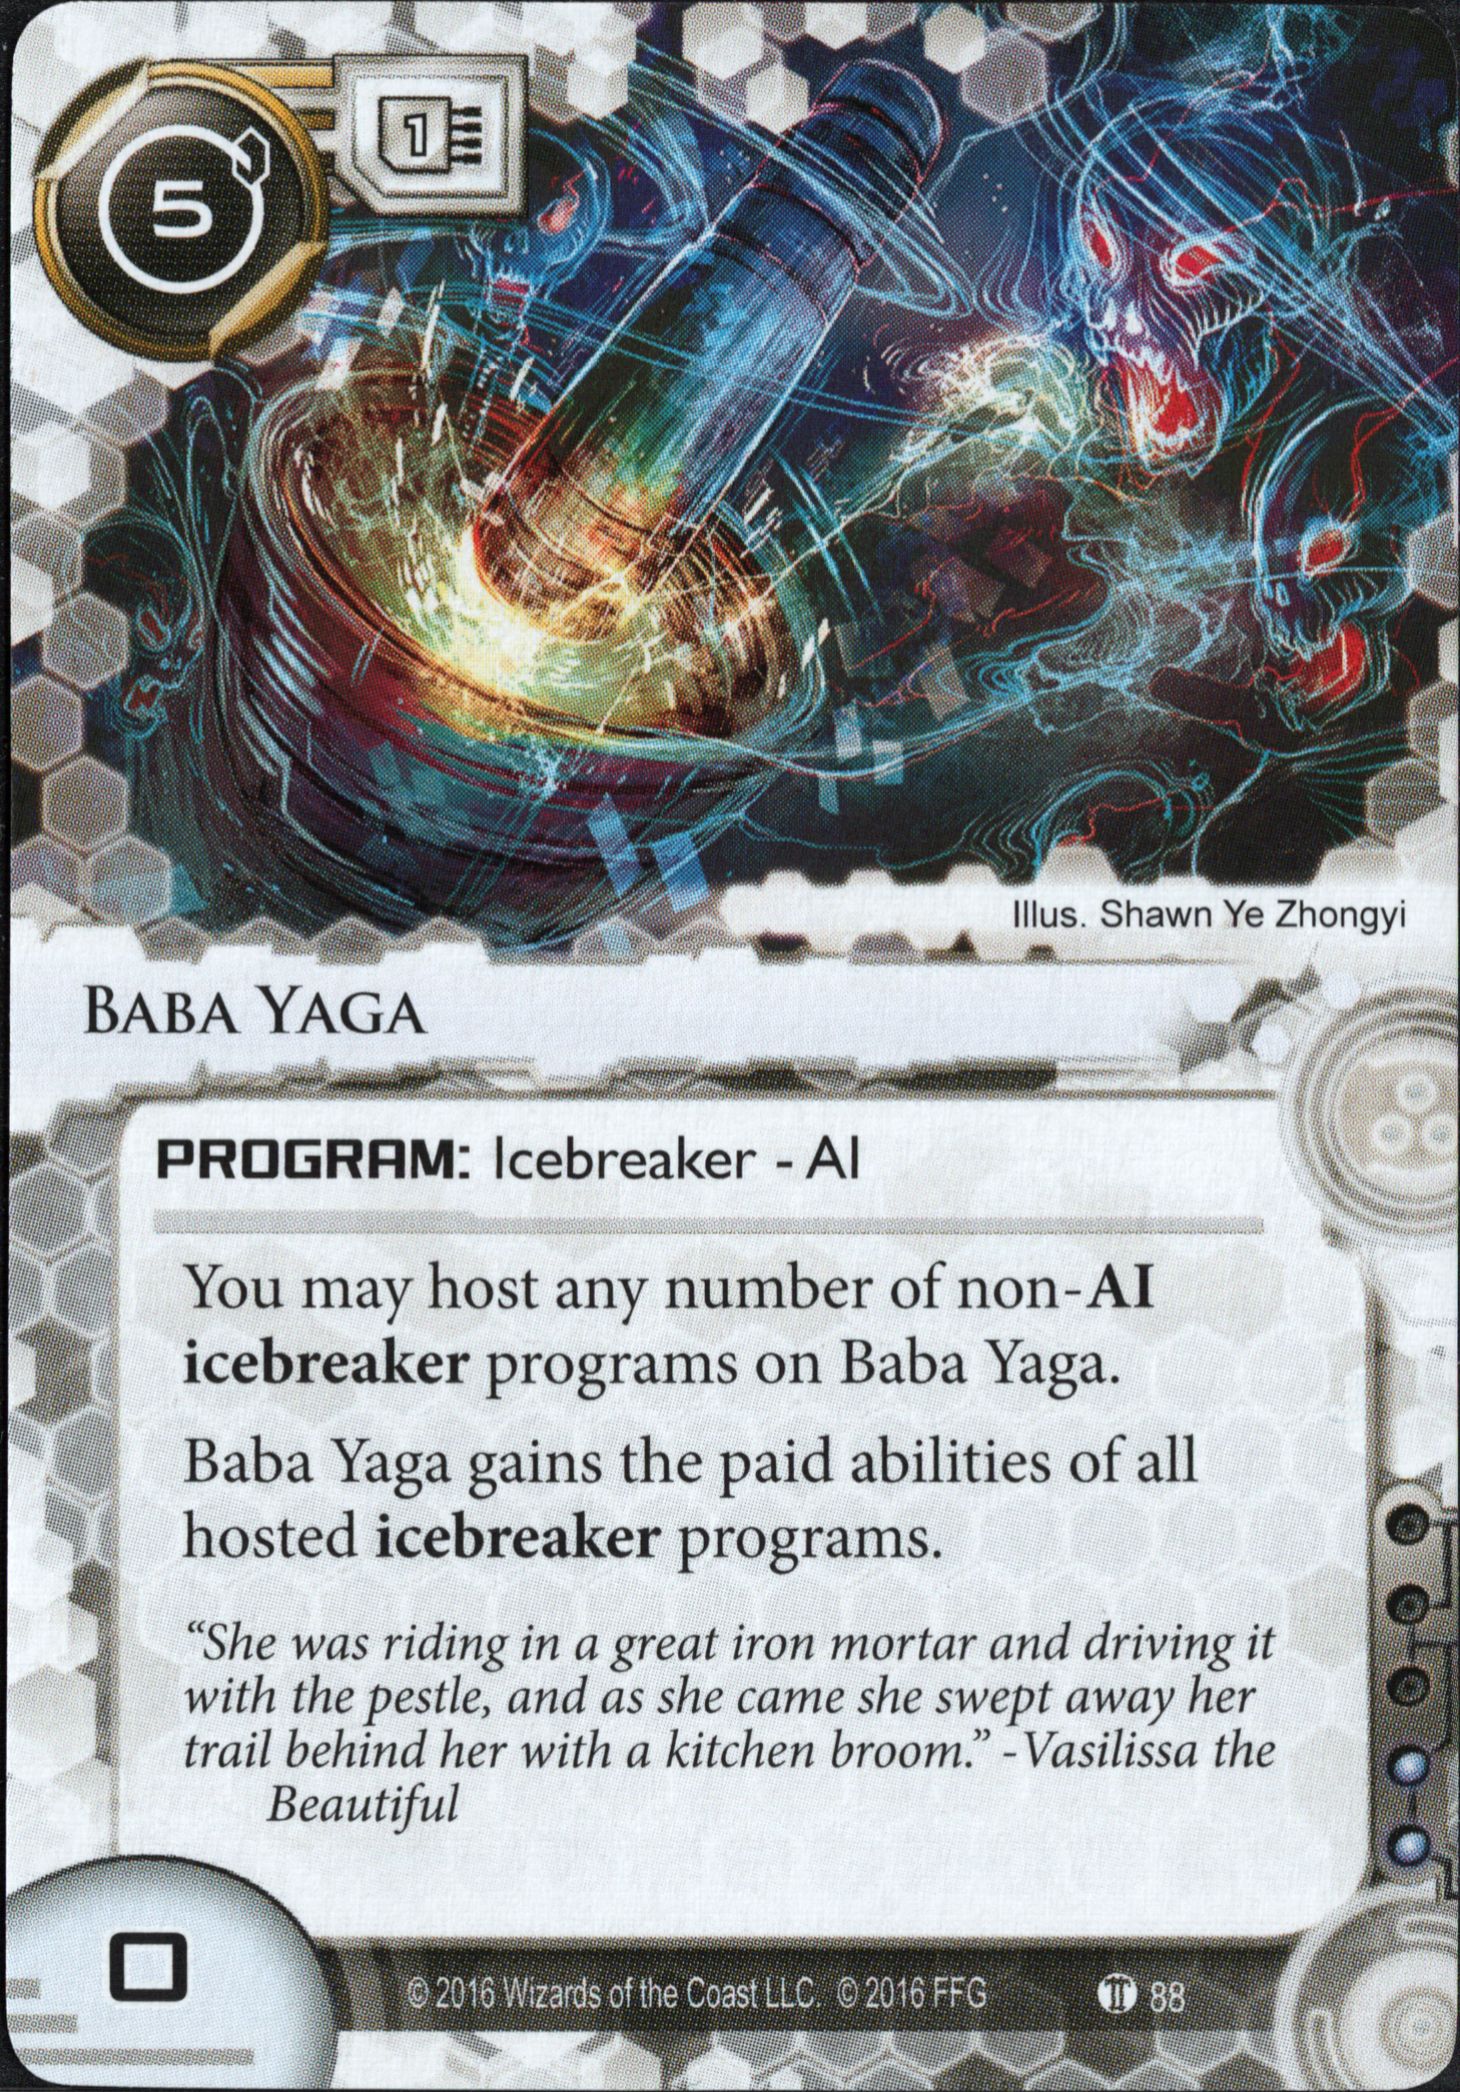 5
1
Illus. Shawn Ye Zhongyi
BABA YAGA
PROGRAM: Icebreaker - AI
You may host any number of non-AI
icebreaker programs on Baba Yaga.
Baba Yaga gains the paid abilities of all
hosted icebreaker programs.
“She was riding in a great iron mortar and driving it
with the pestle, and as she came she swept away her
trail behind her with a kitchen broom.” -Vasilissa the
Beautiful
0
© 2016 Wizards of the Coast LLC. © 2016 FFG 88